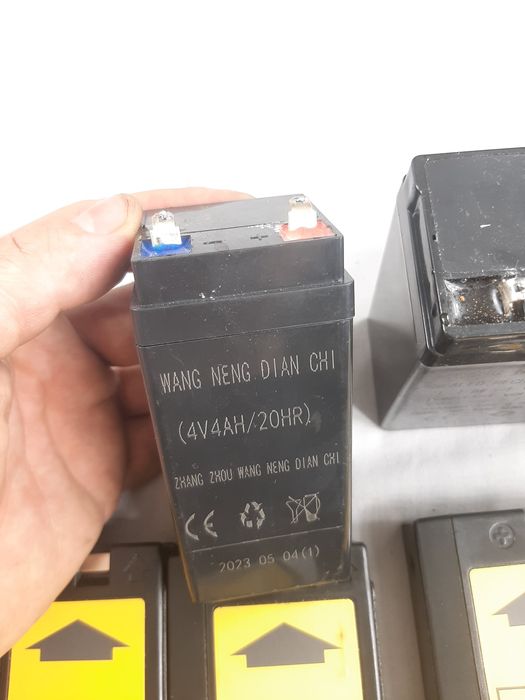 - +
WANG NENG DIAN CHI
(4V4AH/20HR)
ZHANG ZHOU WANG NENG DIAN CHI
CE
2023 05 04(1)